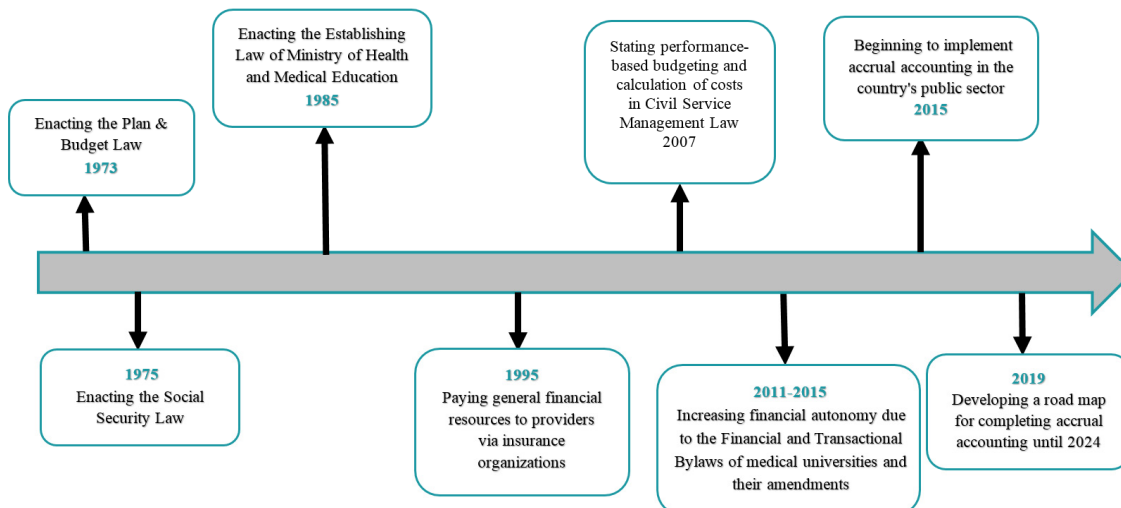 Enacting the Plan &
Budget Law
1973
Enacting the Establishing
Law of Ministry of Health
and Medical Education
1985
Stating performance-
based budgeting and
calculation of costs
in Civil Service
Management Law
2007
Beginning to implement
accrual accounting in the
country's public sector
2015
1975
Enacting the Social
Security Law
1995
Paying general financial
resources to providers
via insurance
organizations
2011-2015
Increasing financial autonomy due
to the Financial and Transactional
Bylaws of medical universities and
their amendments
2019
Developing a road map
for completing accrual
accounting until 2024